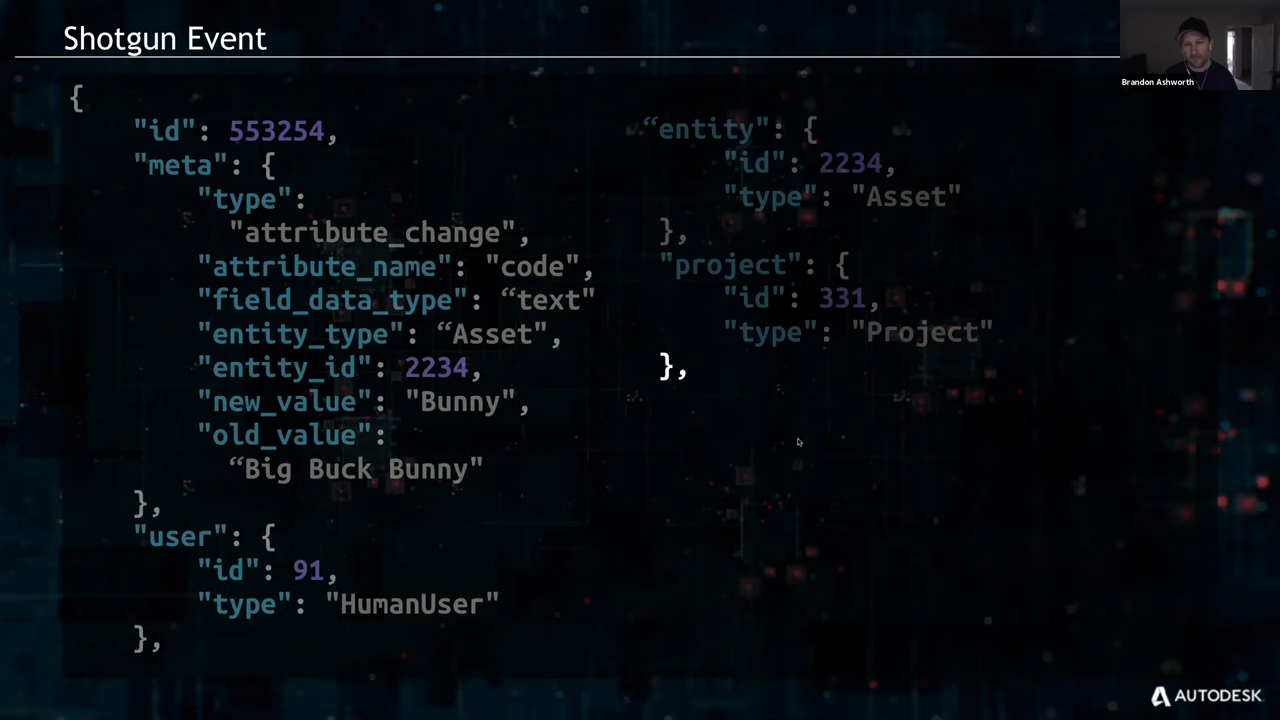 Shotgun Event
Brandon Ashworth
{
"id": 553254,
"meta": {
"type":
"attribute_change",
"attribute_name": "code",
"field_data_type": “text"
"entity_type": “Asset",
"entity_id": 2234,
"new_value": "Bunny",
"old_value":
“Big Buck Bunny"
},
"user": {
"id": 91,
"type": "HumanUser"
},
“entity": {
"id": 2234,
"type": "Asset"
},
"project": {
"id": 331,
"type": "Project"
},
AUTODESK